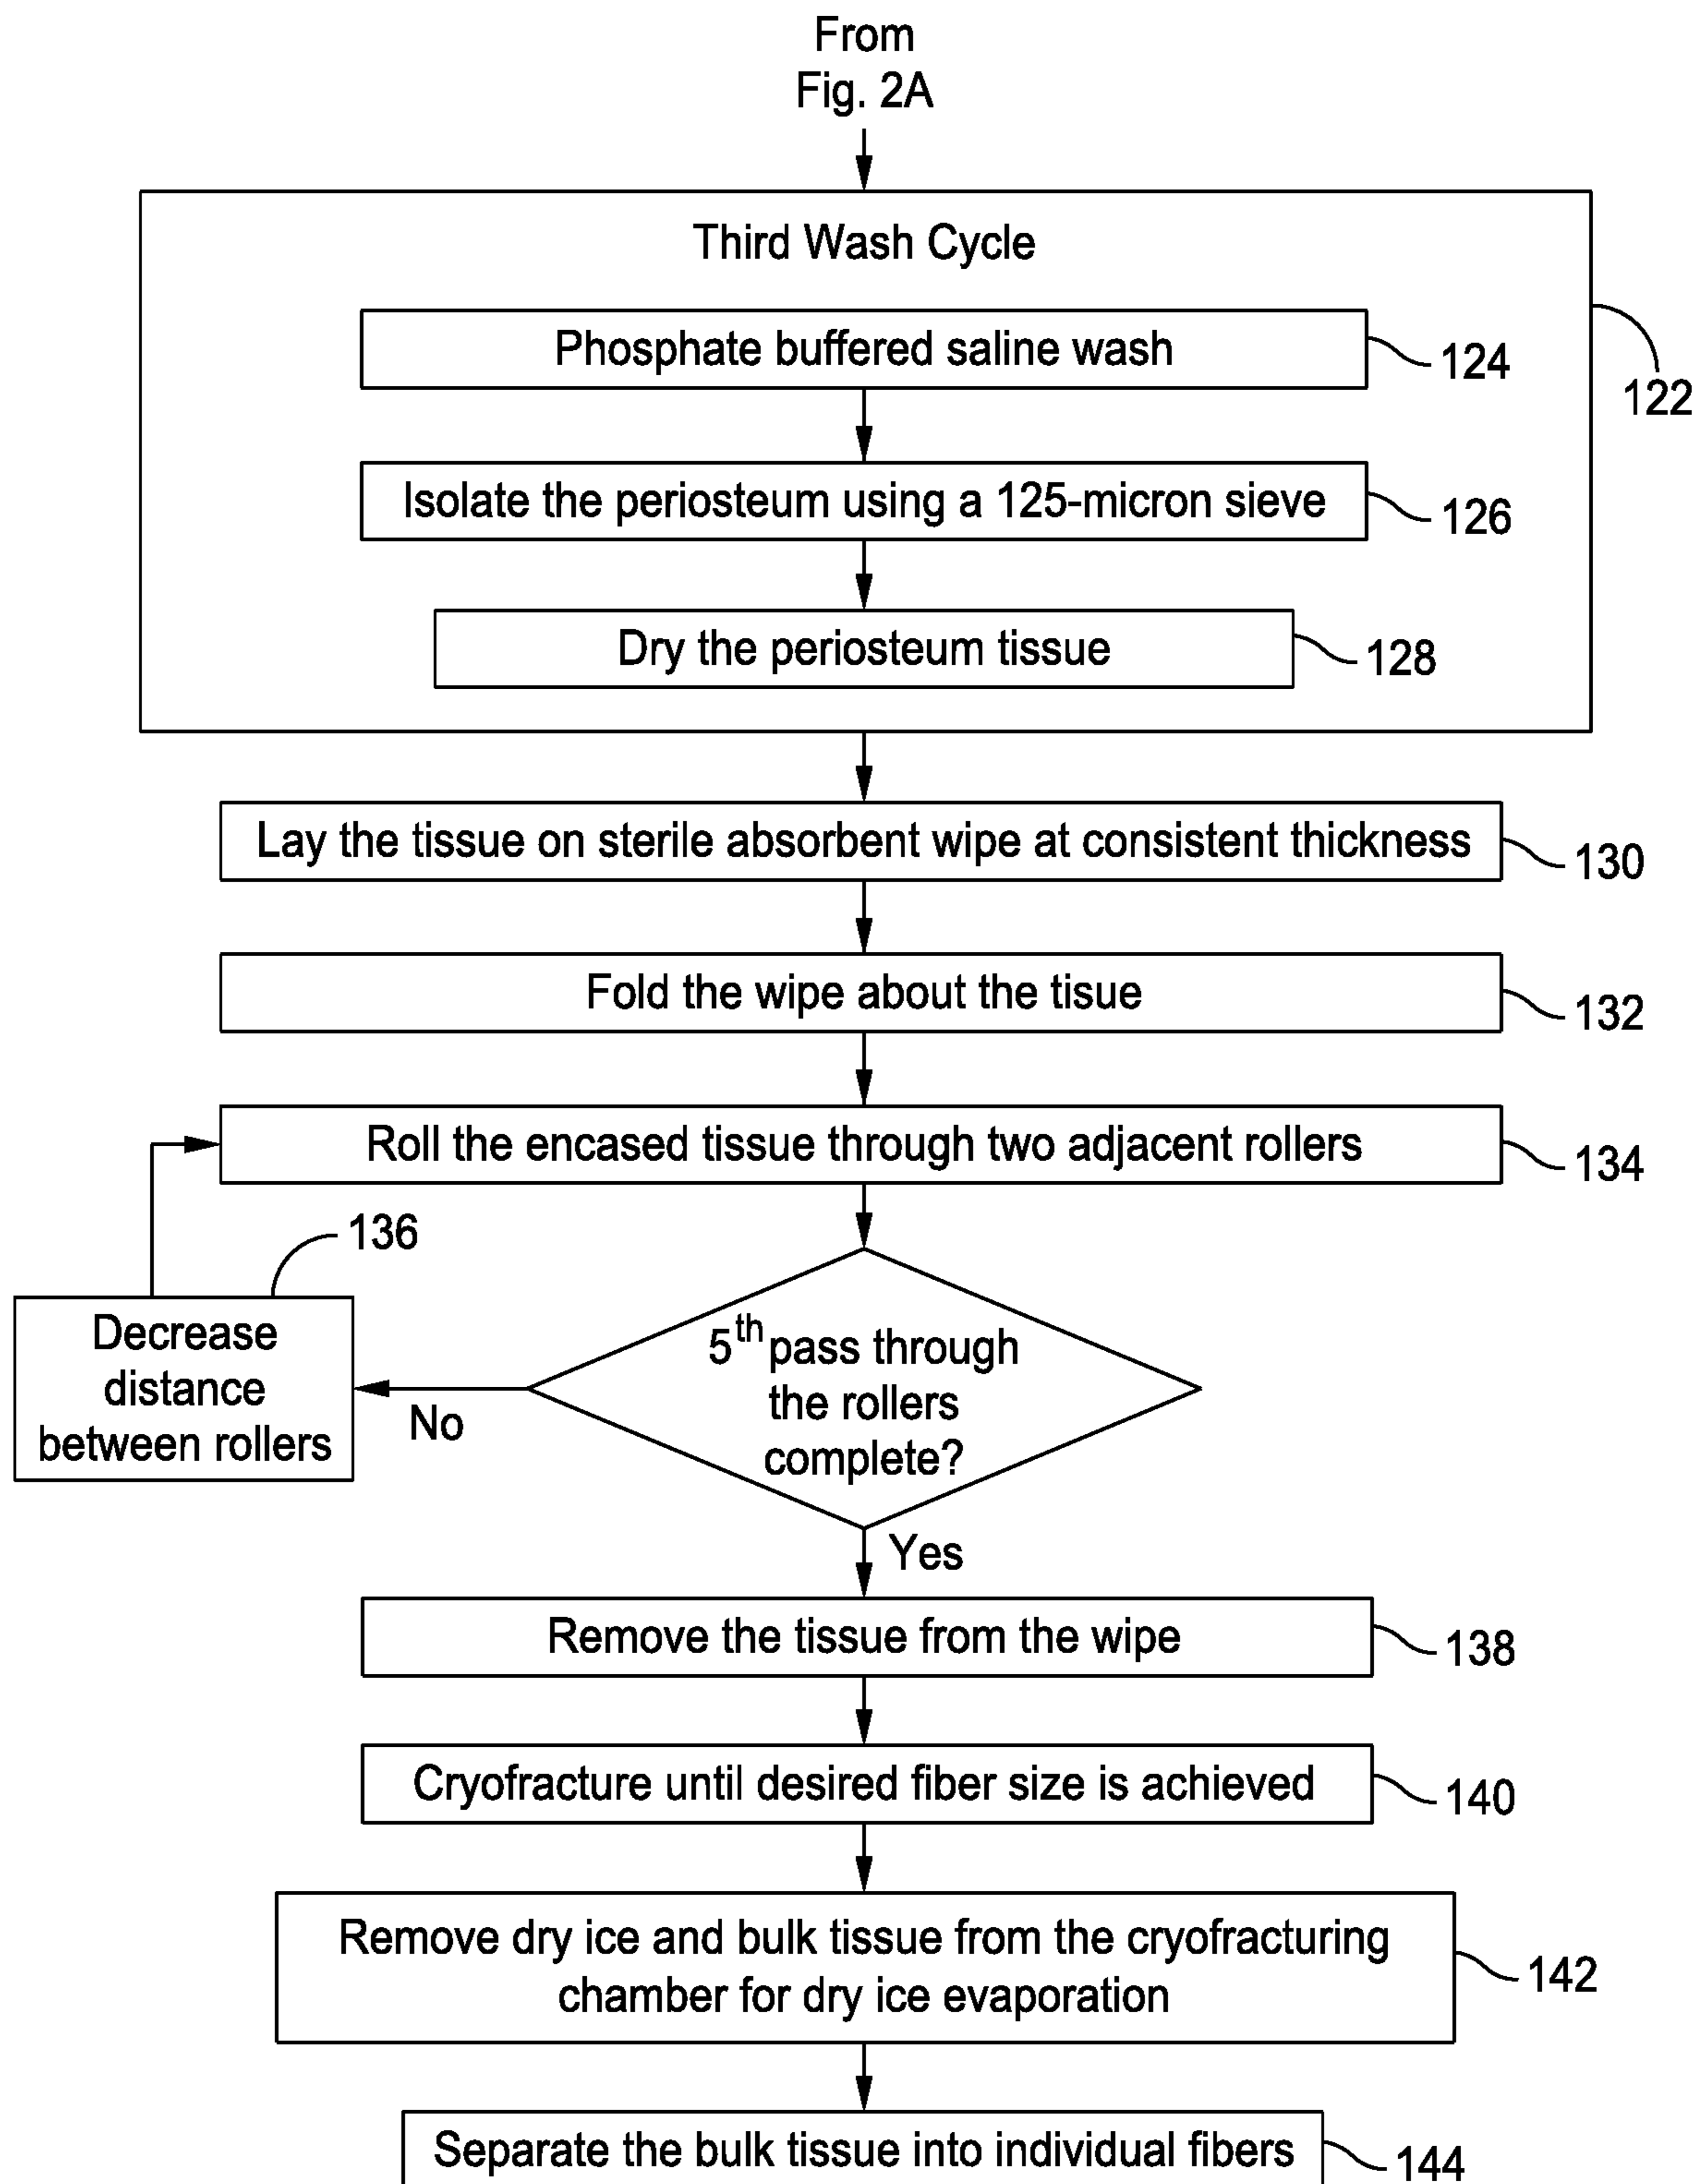 From
Fig. 2A
Third Wash Cycle
Phosphate buffered saline wash
124
122
Isolate the periosteum using a 125-micron sieve
126
Dry the periosteum tissue
128
Lay the tissue on sterile absorbent wipe at consistent thickness
130
Fold the wipe about the tisue
132
Roll the encased tissue through two adjacent rollers
134
136
Decrease
distance
between rollers
No
5th pass through
the rollers
complete?
Yes
Remove the tissue from the wipe
138
Cryofracture until desired fiber size is achieved
140
Remove dry ice and bulk tissue from the cryofracturing
chamber for dry ice evaporation
142
Separate the bulk tissue into individual fibers
144